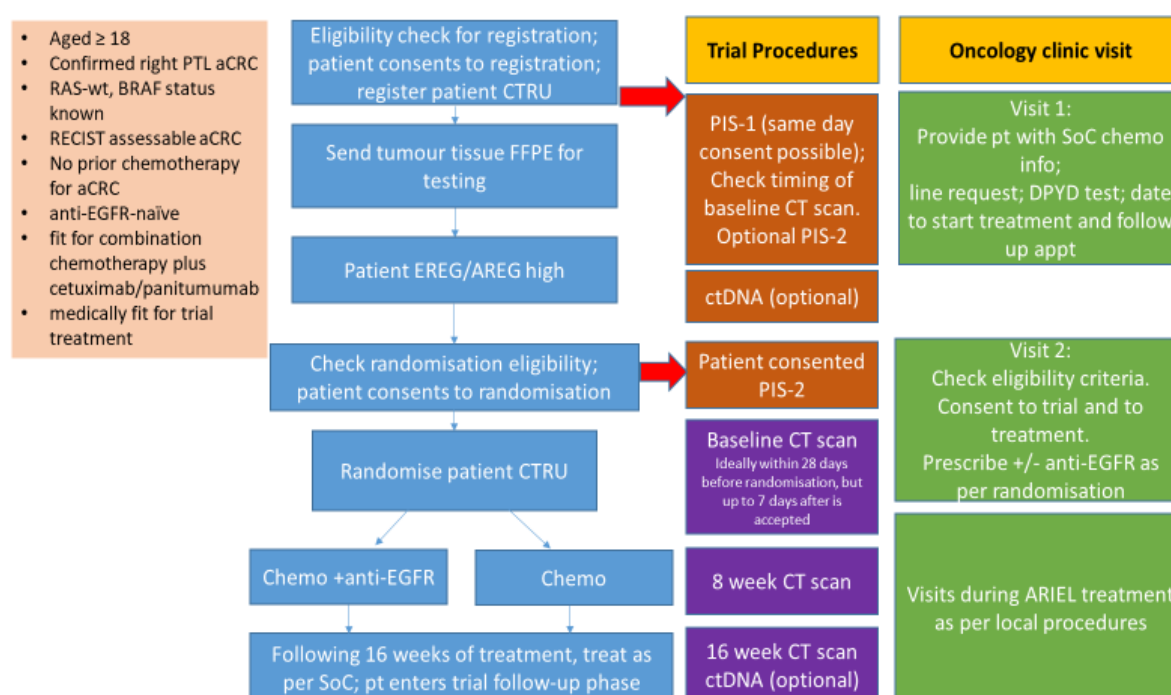 • Aged ≥ 18
• Confirmed right PTL aCRC
• RAS-wt, BRAF status
known
• RECIST assessable aCRC
• No prior chemotherapy
for aCRC
• anti-EGFR-naïve
• fit for combination
chemotherapy plus
cetuximab/panitumumab
• medically fit for trial
treatment
Eligibility check for registration;
patient consents to registration;
register patient CTRU
Send tumour tissue FFPE for
testing
Patient EREG/AREG high
Check randomisation eligibility;
patient consents to randomisation
Randomise patient CTRU
Chemo +anti-EGFR
Chemo
Following 16 weeks of treatment, treat as
per SoC; pt enters trial follow-up phase
Trial Procedures
PIS-1 (same day
consent possible);
Check timing of
baseline CT scan.
Optional PIS-2
ctDNA (optional)
Patient consented
PIS-2
Baseline CT scan
Ideally within 28 days
before randomisation, but
up to 7 days after is
accepted
8 week CT scan
16 week CT scan
ctDNA (optional)
Oncology clinic visit
Visit 1:
Provide pt with SoC chemo
info;
line request; DPYD test; date
to start treatment and follow
up appt
Visit 2:
Check eligibility criteria.
Consent to trial and to
treatment.
Prescribe +/- anti-EGFR as
per randomisation
Visits during ARIEL treatment
as per local procedures